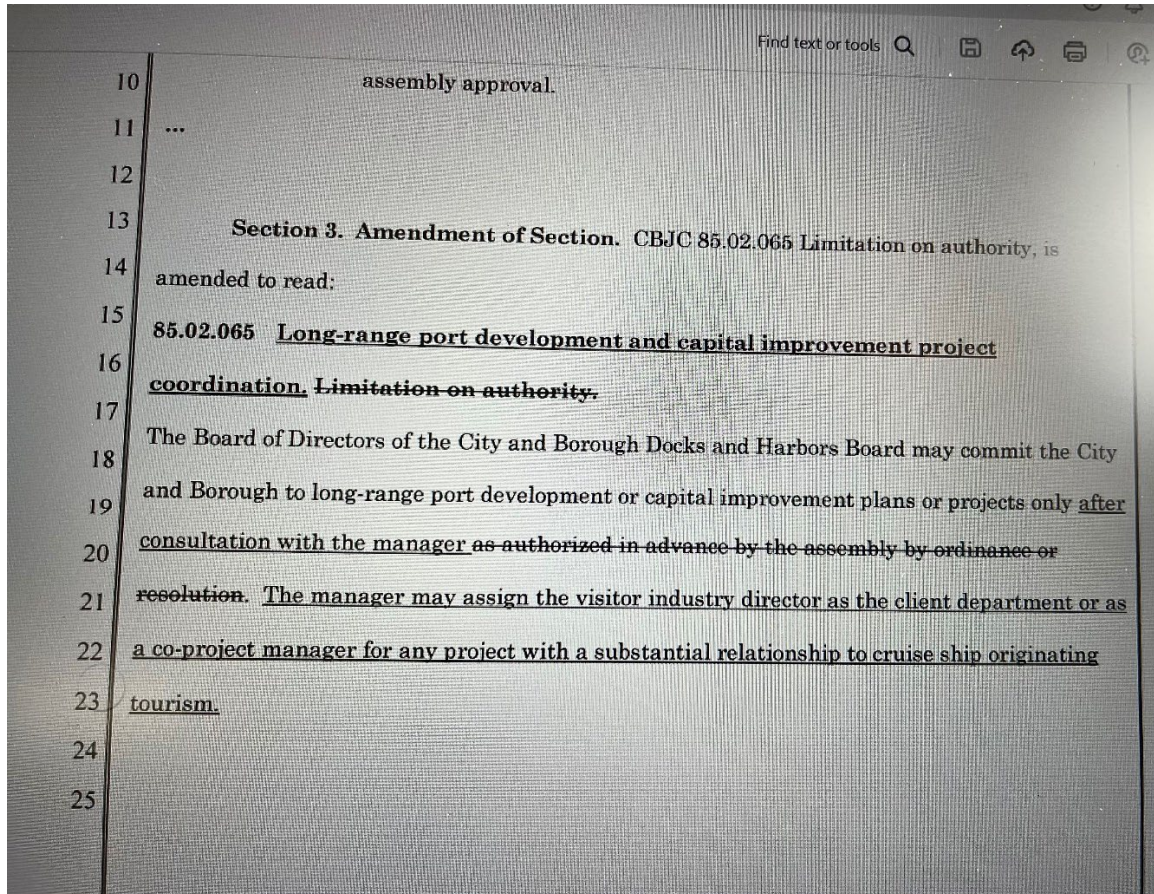 Find text or tools
10 assembly approval.
11 ...
12
13 Section 3. Amendment of Section. CBJC 85.02.065 Limitation on authority, is
14 amended to read:
15 85.02.065 Long-range port development and capital improvement project
16 coordination. Limitation on authority.
17
18 The Board of Directors of the City and Borough Docks and Harbors Board may commit the City
19 and Borough to long-range port development or capital improvement plans or projects only after
20 consultation with the manager as authorized in advance by the assembly by ordinance or
21 resolution. The manager may assign the visitor industry director as the client department or as
22 a co-project manager for any project with a substantial relationship to cruise ship originating
23 tourism.
24
25